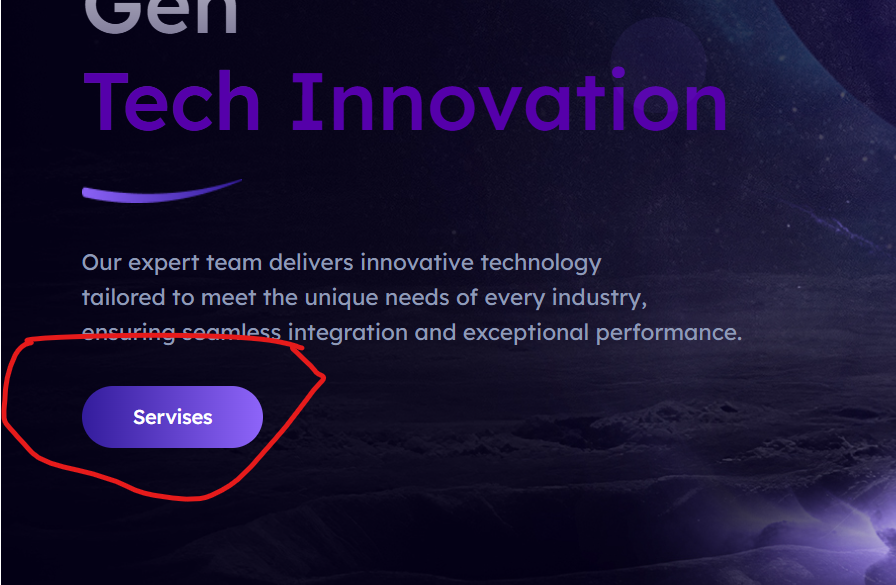 Gen
Tech Innovation
Our expert team delivers innovative technology
tailored to meet the unique needs of every industry,
ensuring seamless integration and exceptional performance.
Servises